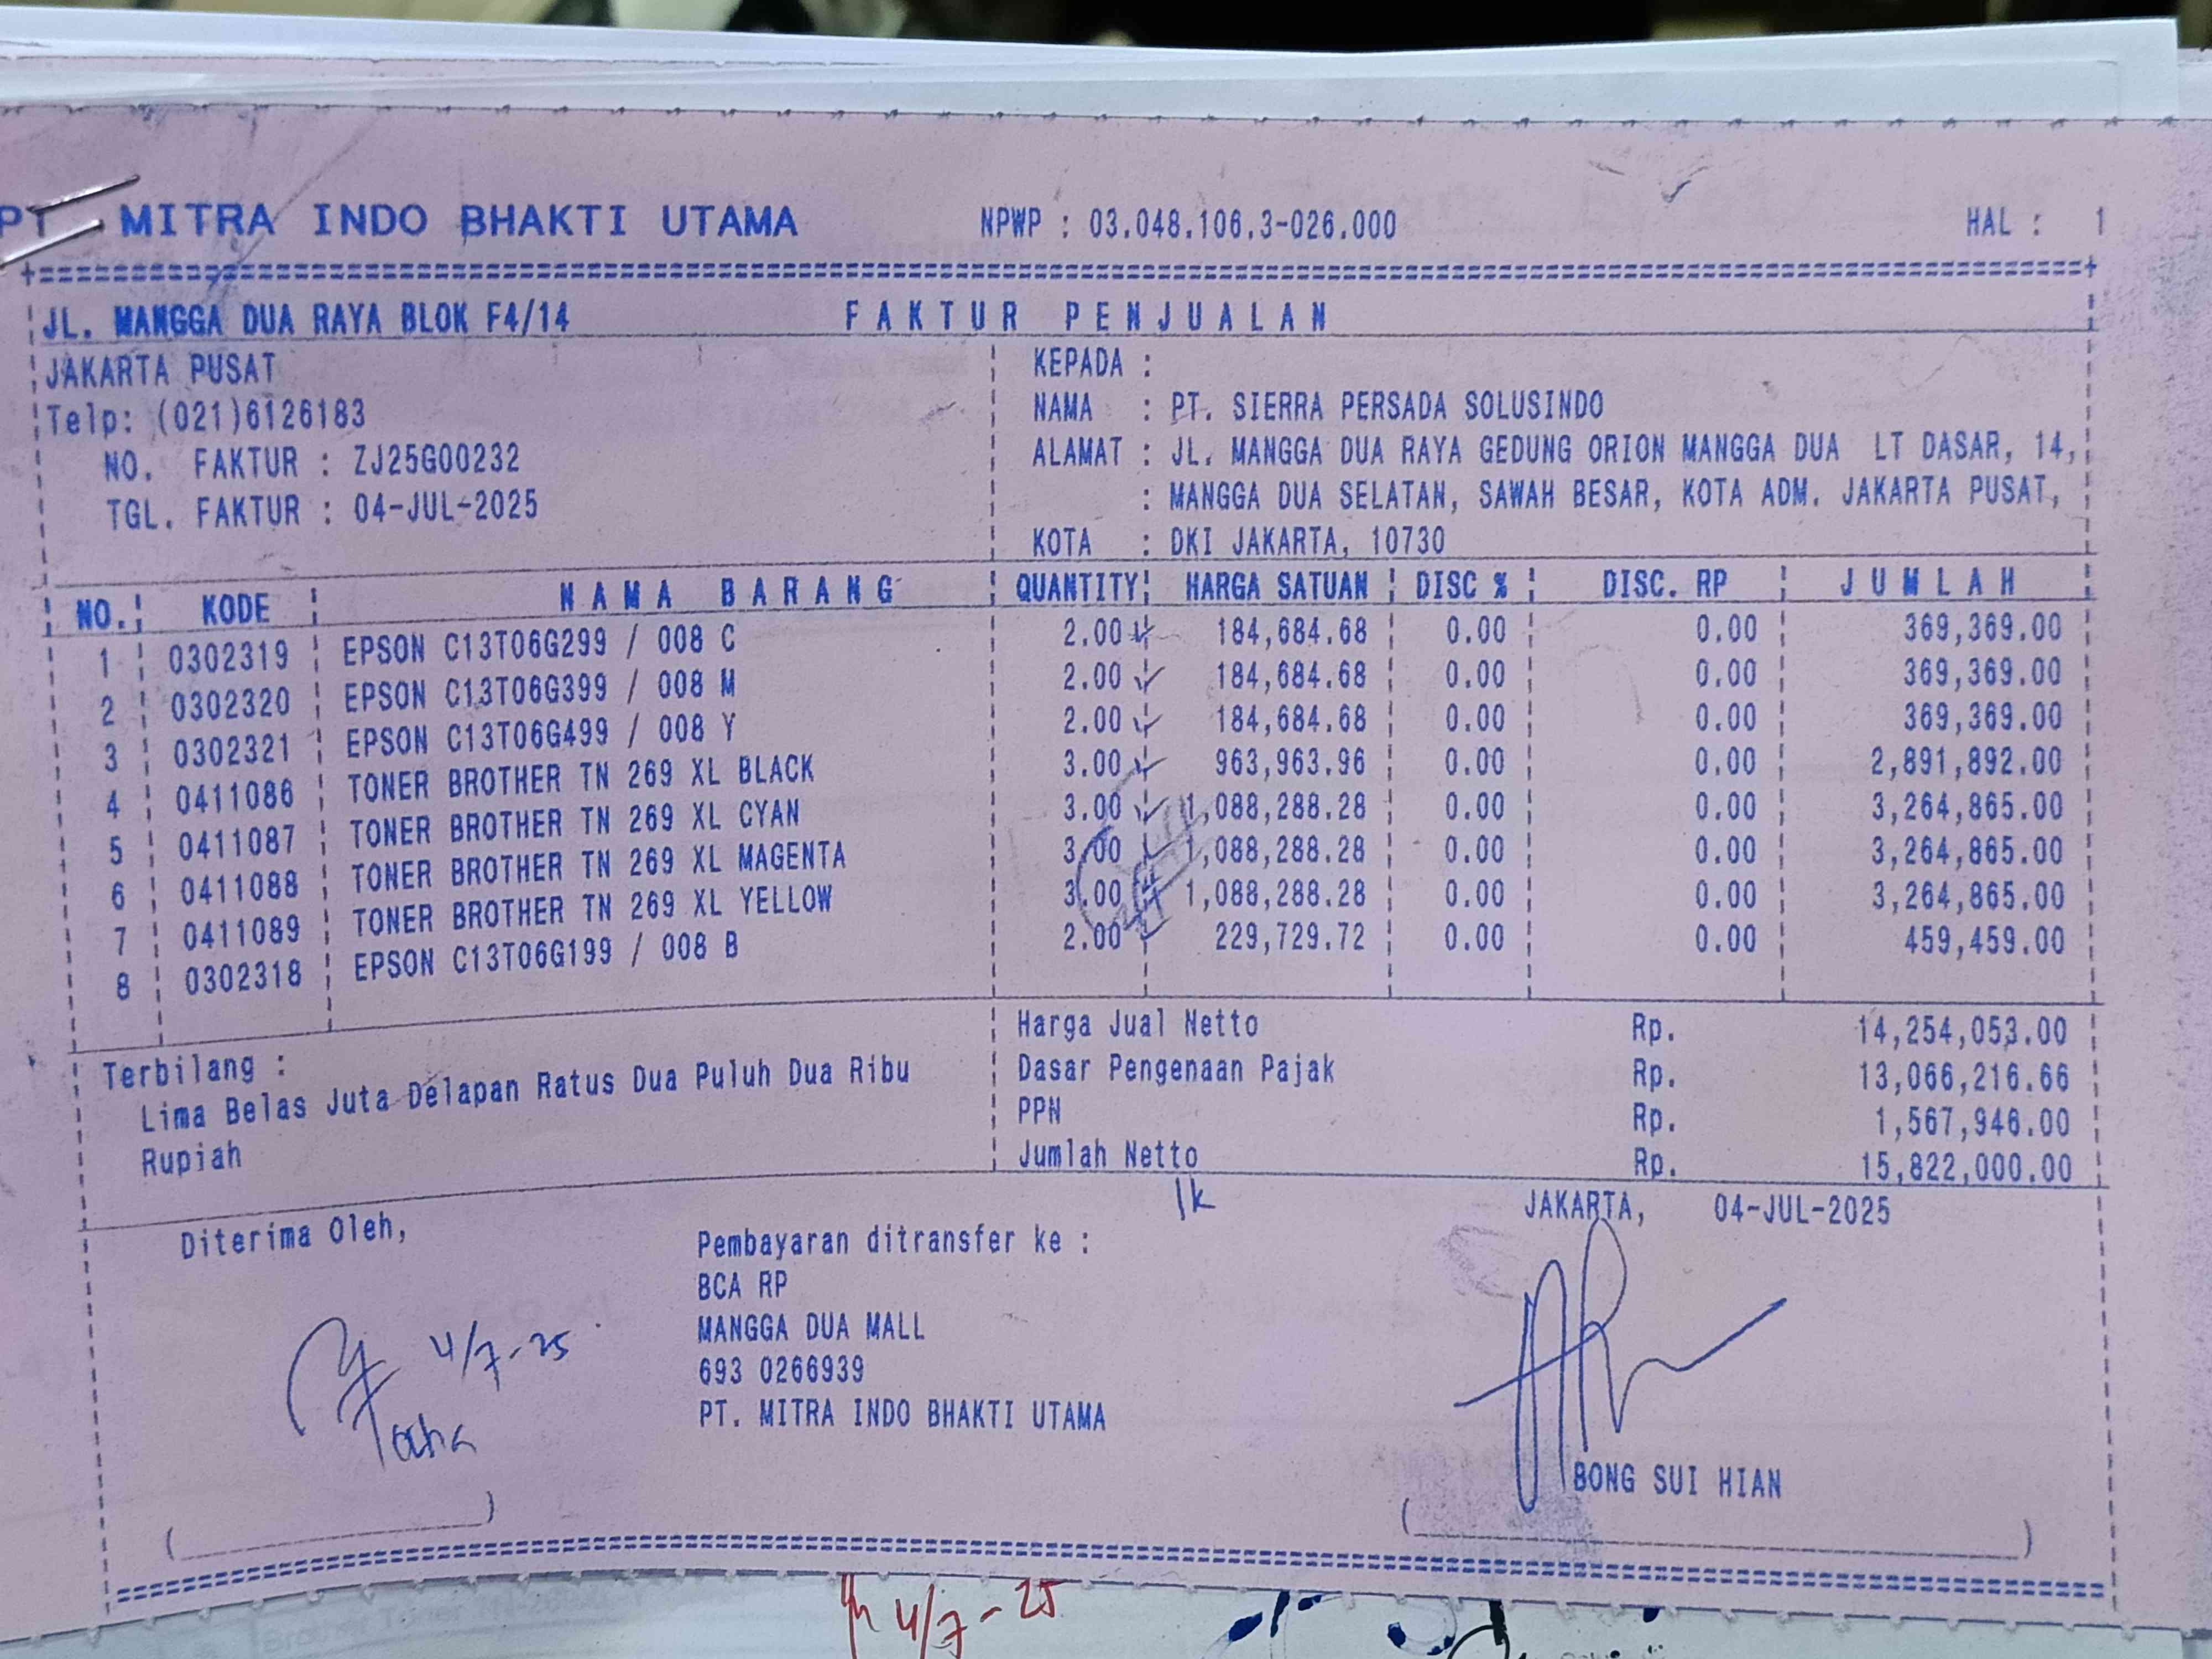 PT MITRA INDO BHAKTI UTAMA NPWP : 03.048.106.3-026.000 HAL : 1
JL. MANGGA DUA RAYA BLOK F4/14 FAKTUR PENJUALAN
JAKARTA PUSAT
Telp: (021)6126183
NO. FAKTUR : ZJ25G00232
TGL. FAKTUR : 04-JUL-2025
KEPADA :
NAMA : PT. SIERRA PERSADA SOLUSINDO
ALAMAT : JL. MANGGA DUA RAYA GEDUNG ORION MANGGA DUA LT DASAR, 14,
: MANGGA DUA SELATAN, SAWAH BESAR, KOTA ADM. JAKARTA PUSAT,
KOTA : DKI JAKARTA, 10730
NO. KODE NAMA BARANG QUANTITY HARGA SATUAN DISC % DISC. RP JUMLAH
1 0302319 EPSON C13T06G299 / 008 C 2.00 184,684.68 0.00 0.00 369,369.00
2 0302320 EPSON C13T06G399 / 008 M 2.00 184,684.68 0.00 0.00 369,369.00
3 0302321 EPSON C13T06G499 / 008 Y 2.00 184,684.68 0.00 0.00 369,369.00
4 0411086 TONER BROTHER TN 269 XL BLACK 3.00 963,963.96 0.00 0.00 2,891,892.00
5 0411087 TONER BROTHER TN 269 XL CYAN 3.00 1,088,288.28 0.00 0.00 3,264,865.00
6 0411088 TONER BROTHER TN 269 XL MAGENTA 3.00 1,088,288.28 0.00 0.00 3,264,865.00
7 0411089 TONER BROTHER TN 269 XL YELLOW 3.00 1,088,288.28 0.00 0.00 3,264,865.00
8 0302318 EPSON C13T06G199 / 008 B 2.00 229,729.72 0.00 0.00 459,459.00
Terbilang :
Lima Belas Juta Delapan Ratus Dua Puluh Dua Ribu
Rupiah
Harga Jual Netto Rp. 14,254,053.00
Dasar Pengenaan Pajak Rp. 13,066,216.66
PPN Rp. 1,567,946.00
Jumlah Netto Rp. 15,822,000.00
1k
JAKARTA, 04-JUL-2025
Diterima Oleh,
Pembayaran ditransfer ke :
BCA RP
MANGGA DUA MALL
693 0266939
PT. MITRA INDO BHAKTI UTAMA
4/7-25
BONG SUI HIAN
4/7-25